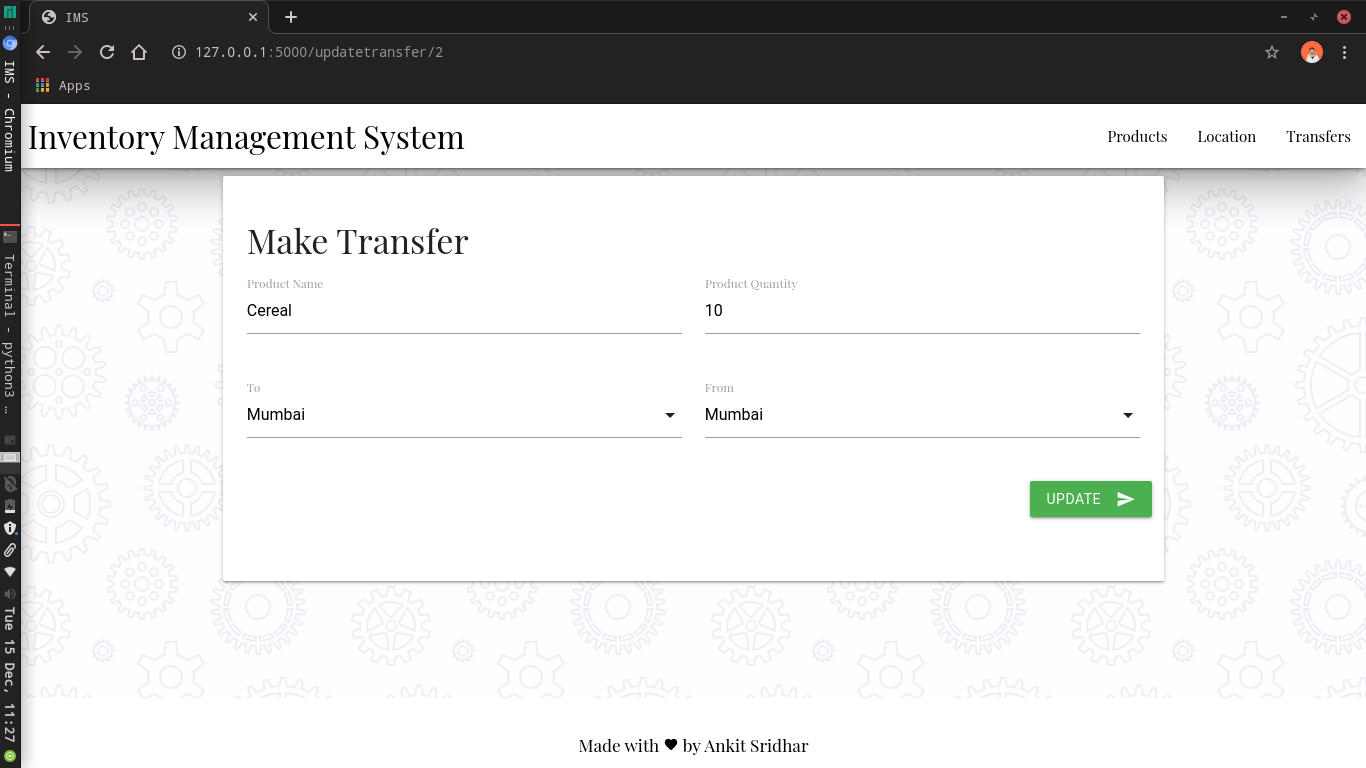 IMS
127.0.0.1:5000/updatetransfer/2
Apps
IMS - Chromium
Terminal - python3 …
Tue 15 Dec, 11:27
Inventory Management System
Products Location Transfers
Make Transfer
Product Name Product Quantity
Cereal 10
To From
Mumbai Mumbai
UPDATE
Made with ♥ by Ankit Sridhar